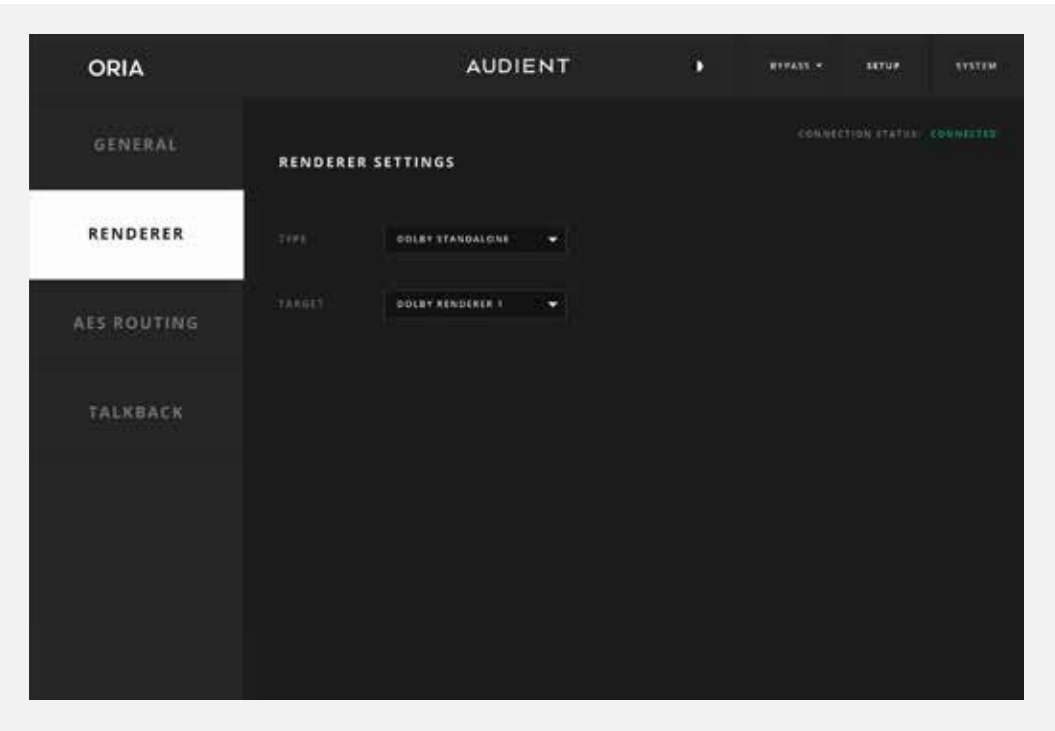 ORIA
AUDIENT
BYPASS
SETUP
SYSTEM
GENERAL
CONNECTION STATUS: CONNECTED
RENDERER SETTINGS
RENDERER
TYPE
DOLBY STANDALONE
TARGET
DOLBY RENDERER 1
AES ROUTING
TALKBACK